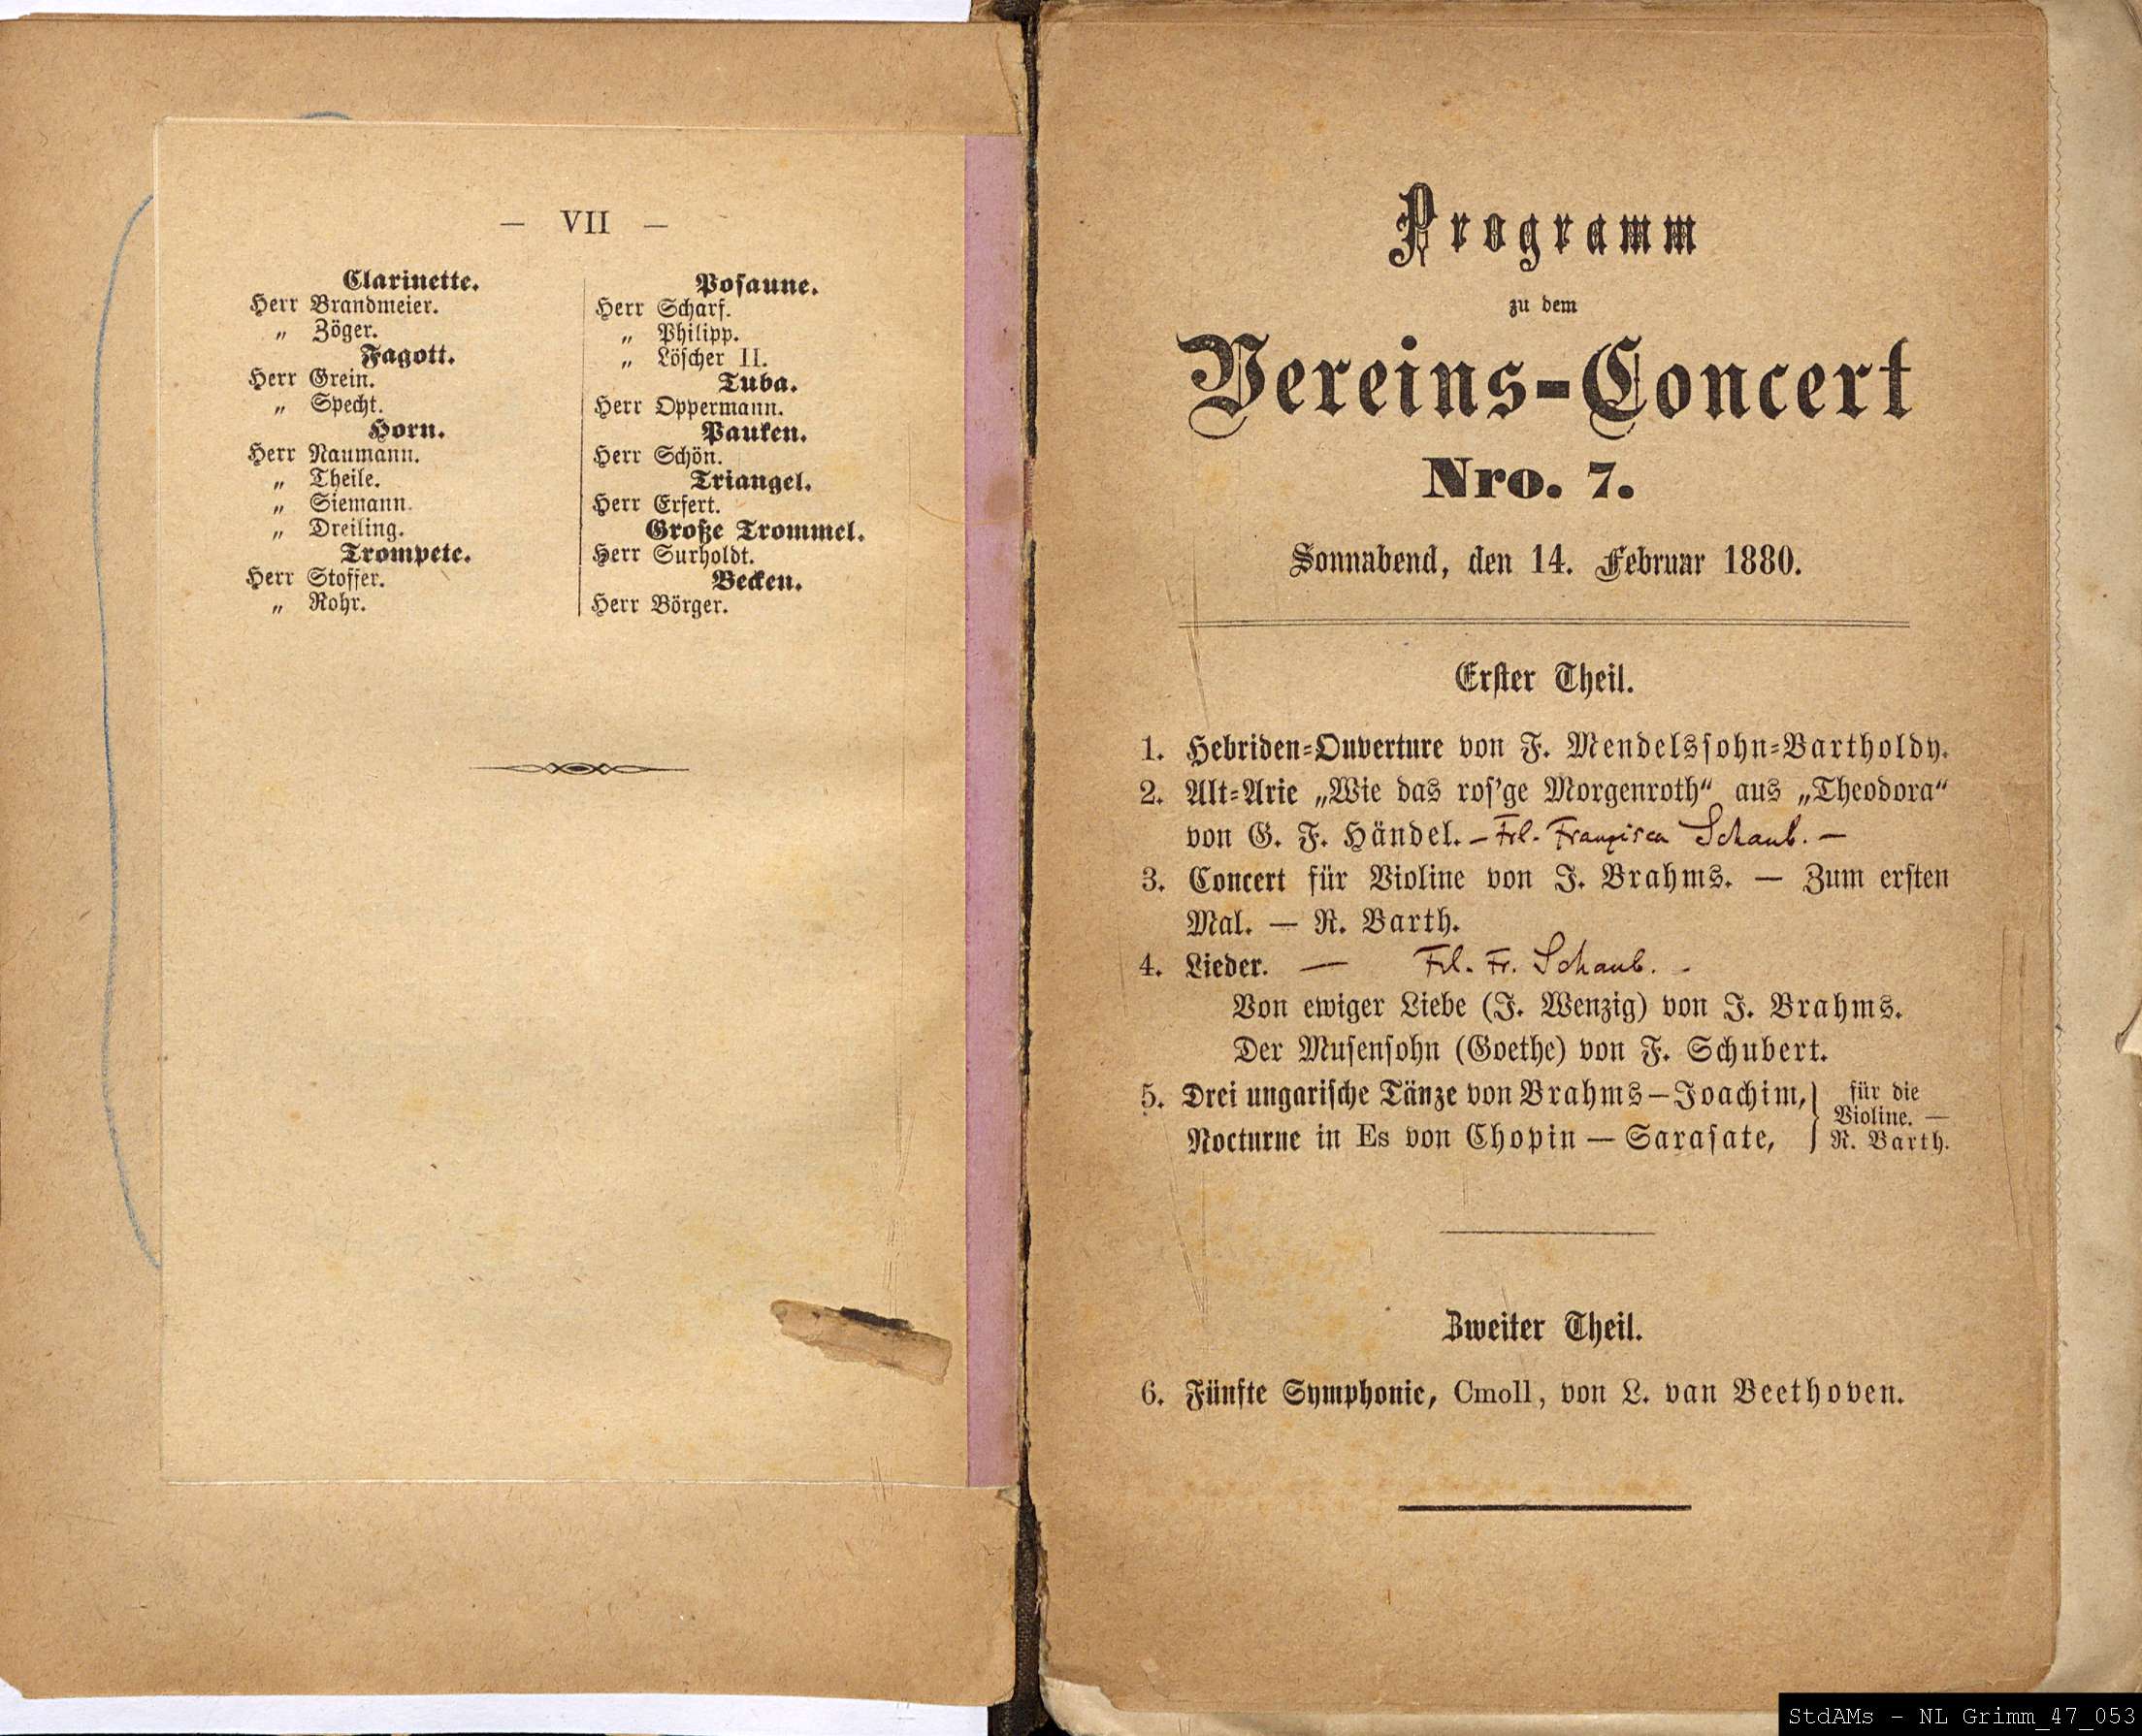 — VII —
Clarinette.
Herr Brandmeier.
„ Zöger.
Fagott.
Herr Grein.
„ Specht.
Horn.
Herr Naumann.
„ Theile.
„ Siemann.
„ Dreiling.
Trompete.
Herr Stoffer.
„ Rohr.
Posaune.
Herr Scharf.
„ Philipp.
„ Löscher II.
Tuba.
Herr Oppermann.
Pauken.
Herr Schön.
Triangel.
Herr Erfert.
Große Trommel.
Herr Surholdt.
Becken.
Herr Börger.
Programm
zu dem
Vereins-Concert
Nro. 7.
Sonnabend, den 14. Februar 1880.
Erster Theil.
1. Hebriden-Ouverture von F. Mendelssohn-Bartholdy.
2. Alt-Arie „Wie das ros'ge Morgenroth“ aus „Theodora“
von G. F. Händel. – Frl. Franzisca Schaub. –
3. Concert für Violine von J. Brahms. — Zum ersten
Mal. — R. Barth.
4. Lieder. — Frl. Fr. Schaub. -
Von ewiger Liebe (J. Wenzig) von J. Brahms.
Der Musensohn (Goethe) von F. Schubert.
5. Drei ungarische Tänze von Brahms—Joachim,
Nocturne in Es von Chopin — Sarasate,
für die
Violine. —
R. Barth.
Zweiter Theil.
6. Fünfte Symphonie, Cmoll, von L. van Beethoven.
StdAMs - NL Grimm_47_053